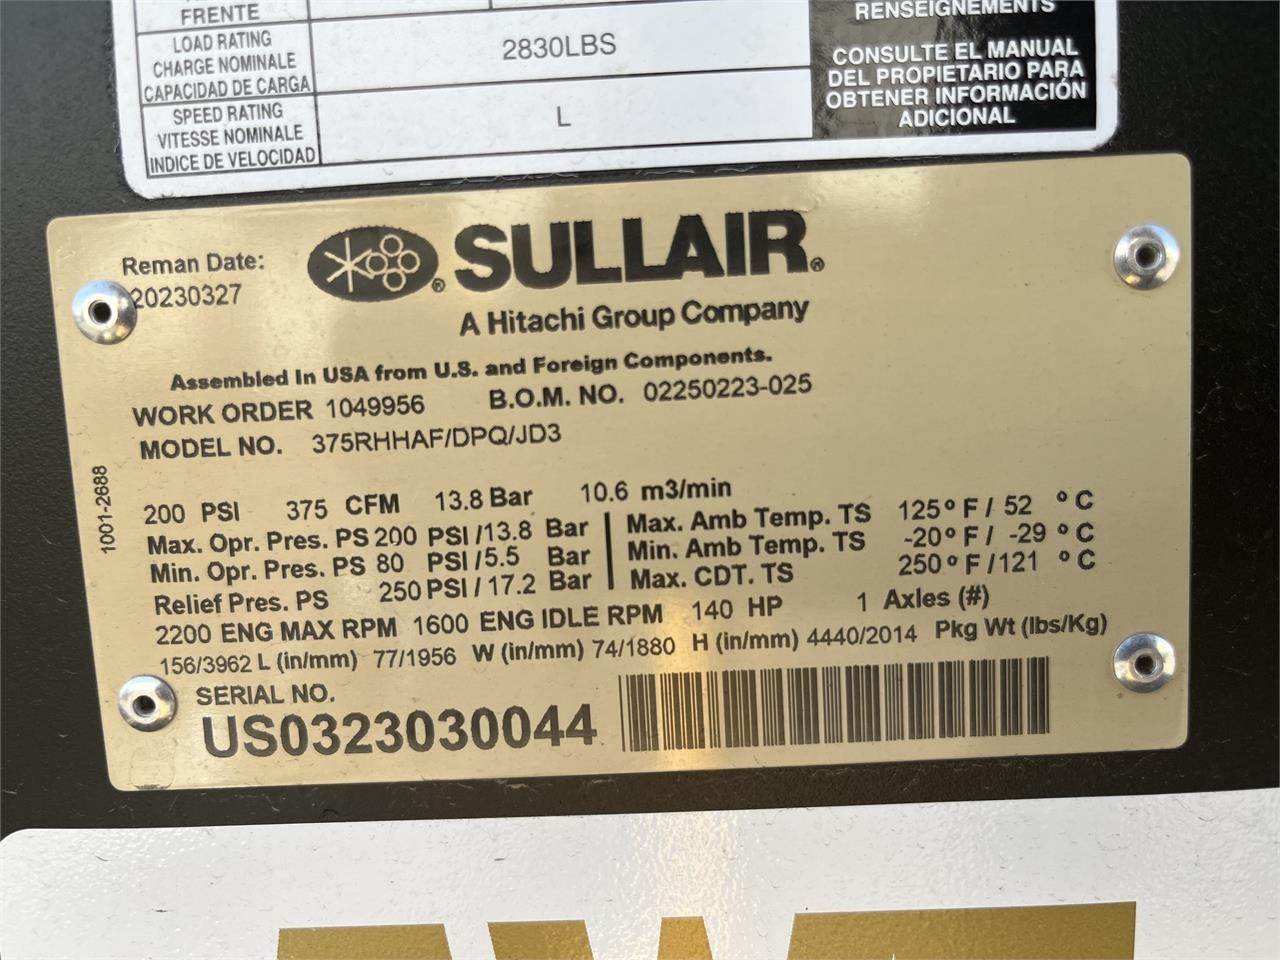 FRENTE
LOAD RATING
CHARGE NOMINALE
CAPACIDAD DE CARGA
2830LBS
SPEED RATING
VITESSE NOMINALE
INDICE DE VELOCIDAD
L
RENSEIGNEMENTS
CONSULTE EL MANUAL
DEL PROPIETARIO PARA
OBTENER INFORMACIÓN
ADICIONAL
Reman Date:
20230327
SULLAIR®
A Hitachi Group Company
Assembled In USA from U.S. and Foreign Components.
WORK ORDER 1049956 B.O.M. NO. 02250223-025
MODEL NO. 375RHHAF/DPQ/JD3
1001-2688
200 PSI 375 CFM 13.8 Bar 10.6 m3/min
Max. Opr. Pres. PS 200 PSI /13.8 Bar
Min. Opr. Pres. PS 80 PSI /5.5 Bar
Relief Pres. PS 250 PSI / 17.2 Bar
Max. Amb Temp. TS 125° F / 52 °C
Min. Amb Temp. TS -20° F / -29 °C
Max. CDT. TS 250° F /121 °C
2200 ENG MAX RPM 1600 ENG IDLE RPM 140 HP 1 Axles (#)
156/3962 L (in/mm) 77/1956 W (in/mm) 74/1880 H (in/mm) 4440/2014 Pkg Wt (lbs/Kg)
SERIAL NO.
US0323030044